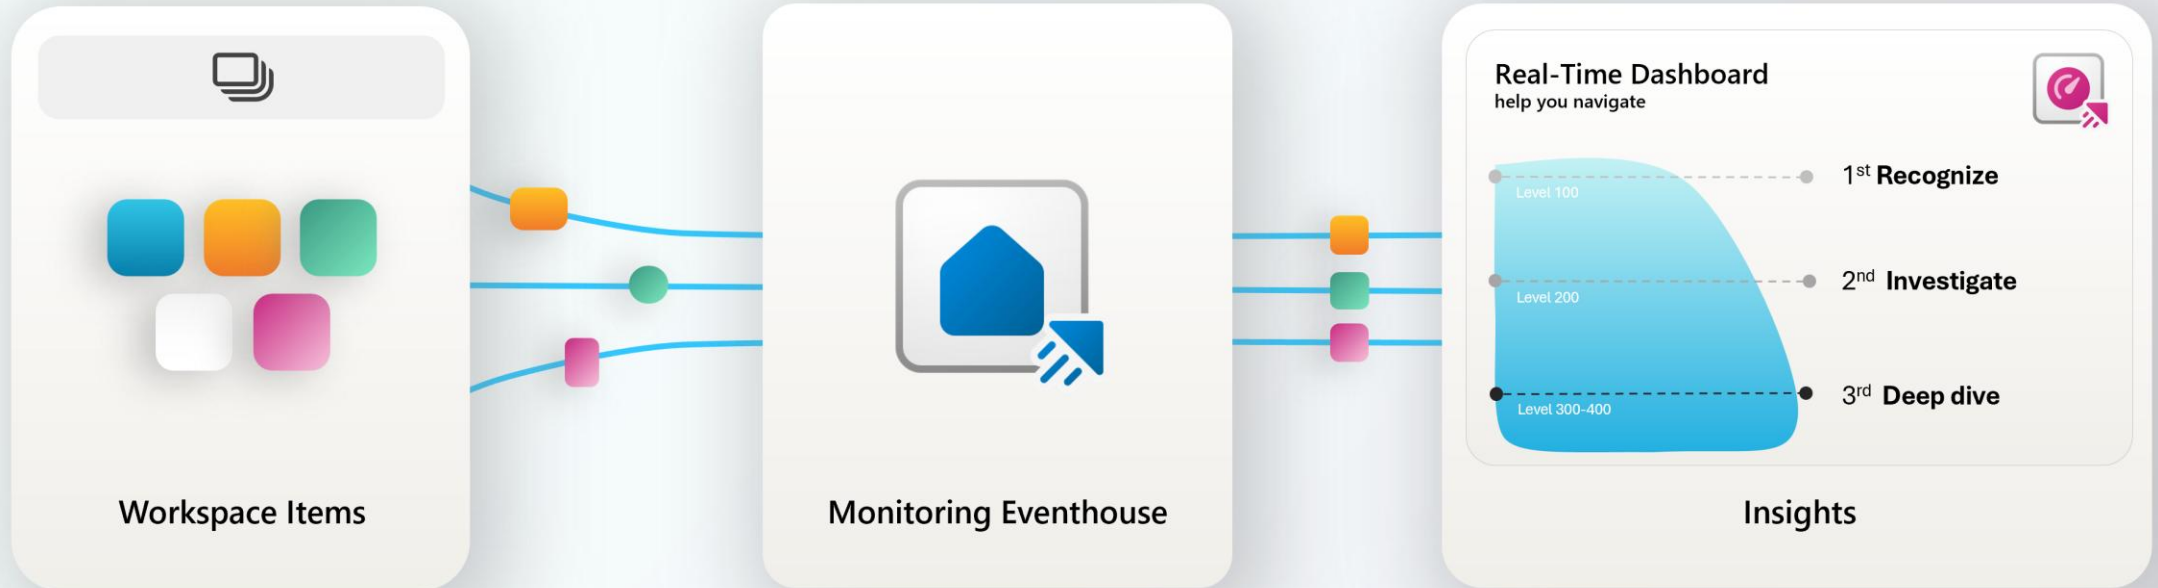 Workspace Items
Monitoring Eventhouse
Real-Time Dashboard
help you navigate
Level 100
1st Recognize
Level 200
2nd Investigate
Level 300-400
3rd Deep dive
Insights